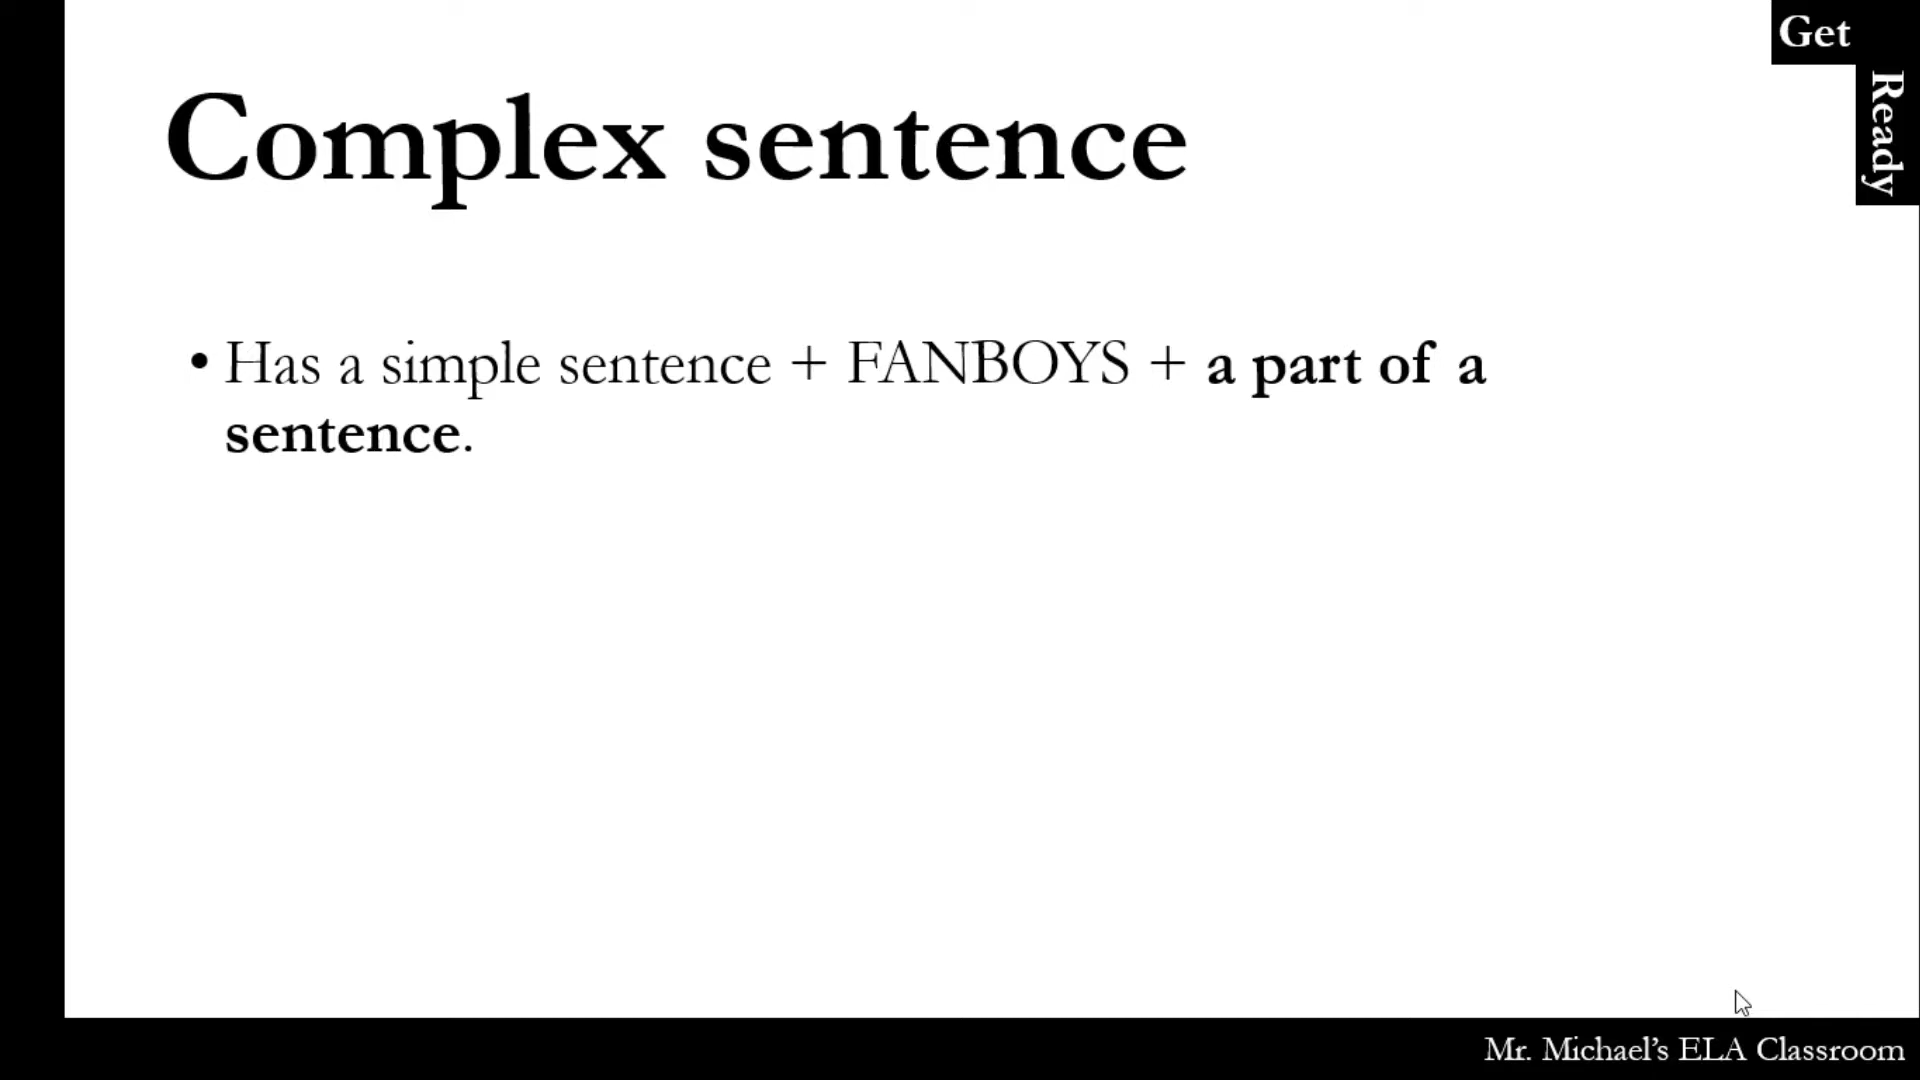 Get
Ready
Complex sentence
• Has a simple sentence + FANBOYS + a part of a
sentence.
Mr. Michael's ELA Classroom